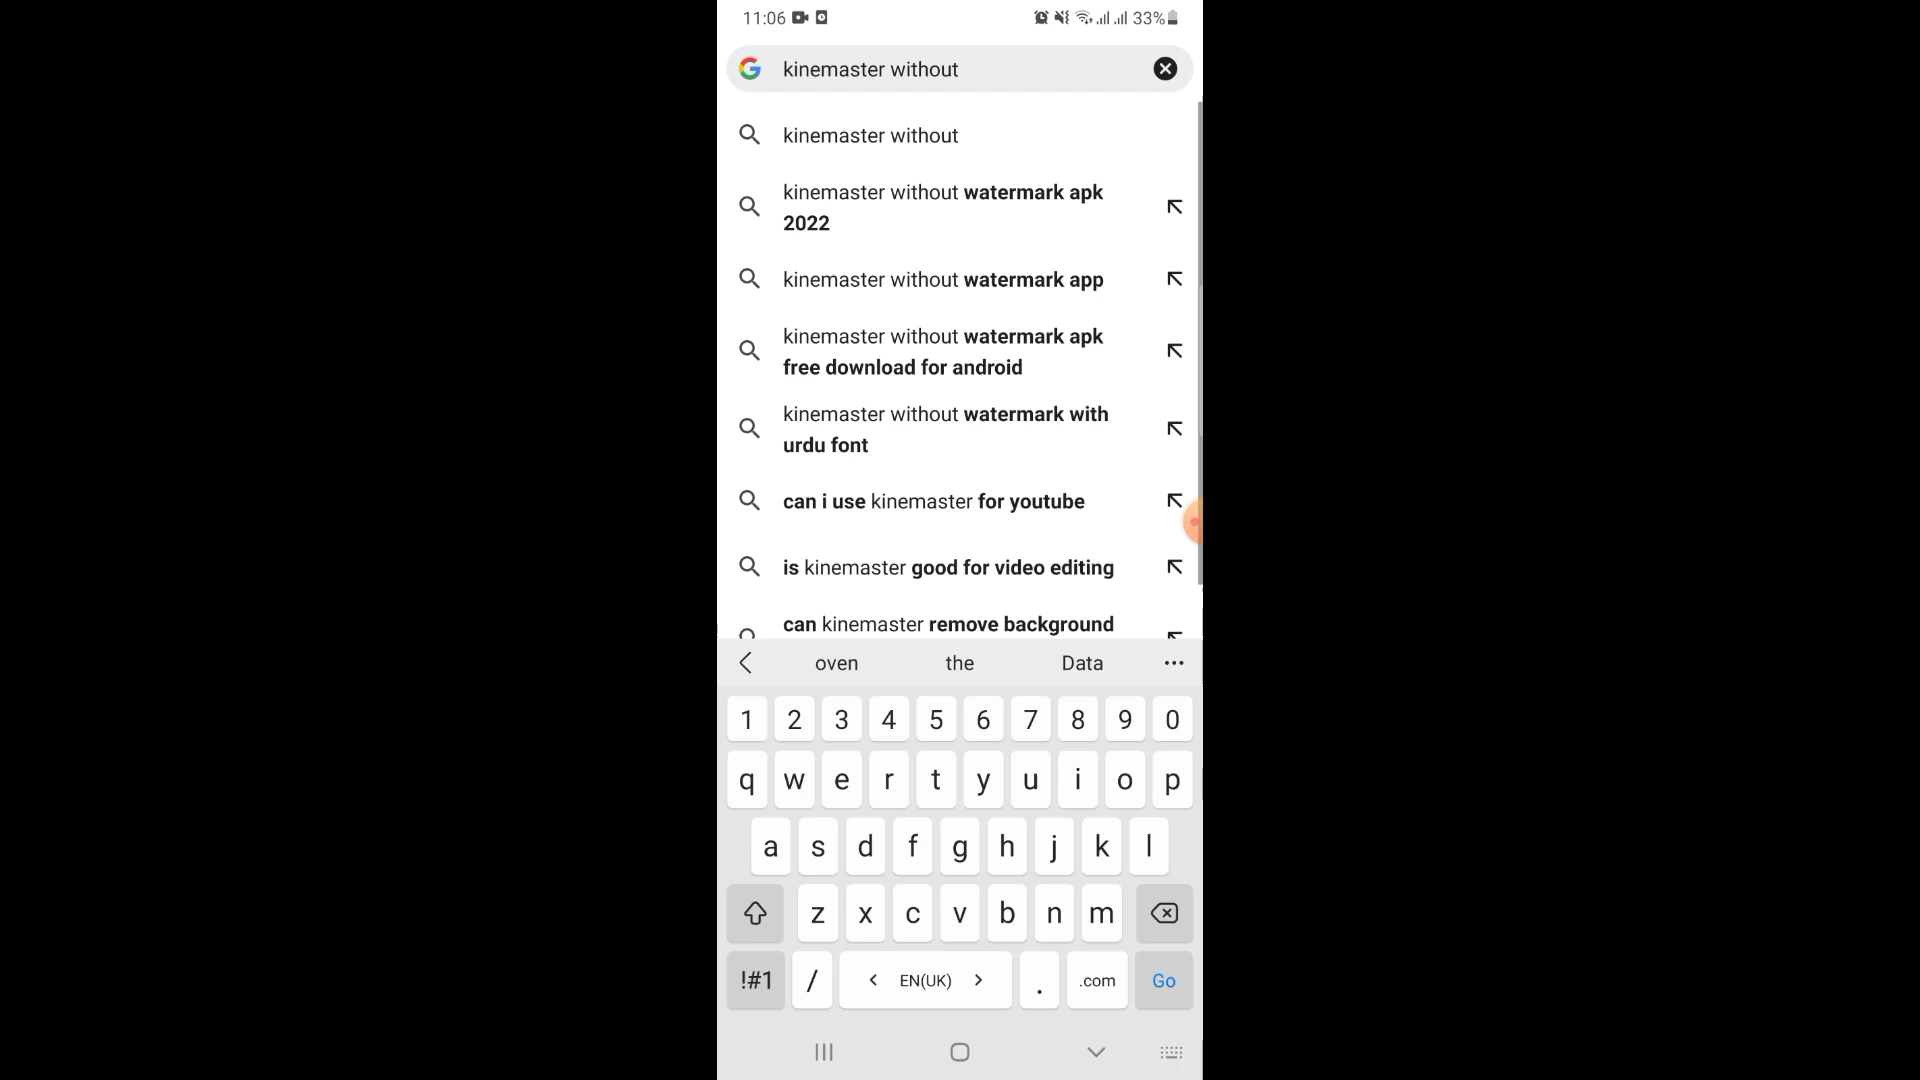 11:06
33%
kinemaster without
kinemaster without
kinemaster without watermark apk
2022
kinemaster without watermark app
kinemaster without watermark apk
free download for android
kinemaster without watermark with
urdu font
can i use kinemaster for youtube
is kinemaster good for video editing
can kinemaster remove background
oven the Data
1 2 3 4 5 6 7 8 9 0
q w e r t y u i o p
a s d f g h j k l
z x c v b n m
!#1 / EN(UK) . .com Go